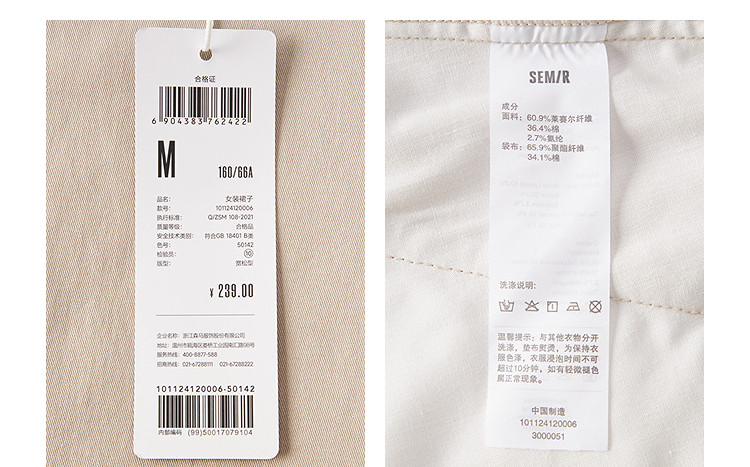 合格证
6904383762422
M
160/66A
品名: 女装裙子
款号: 101124120006
执行标准: Q/ZSM 108-2021
质量等级: 合格品
安全技术类别: 符合GB 18401 B类
色号: 50142
检验员: 10
版型: 宽松型
¥ 239.00
企业名称: 浙江森马服饰股份有限公司
地址: 温州市瓯海区娄桥工业园南汇路98号
服务热线: 400-8877-588
招商热线: 021-67288111 021-67288222
101124120006-50142
内部编码 (99)50017079104
SEM/R
成分
面料: 60.9%莱赛尔纤维
36.4%棉
2.7%氨纶
袋布: 65.9%聚酯纤维
34.1%棉
洗涤说明:
温馨提示: 与其他衣物分开
洗涤, 垫布熨烫, 为保持衣
服色泽, 衣服浸泡时间不可
超过10分钟, 如有轻微褪色
属正常现象。
中国制造
101124120006
3000051